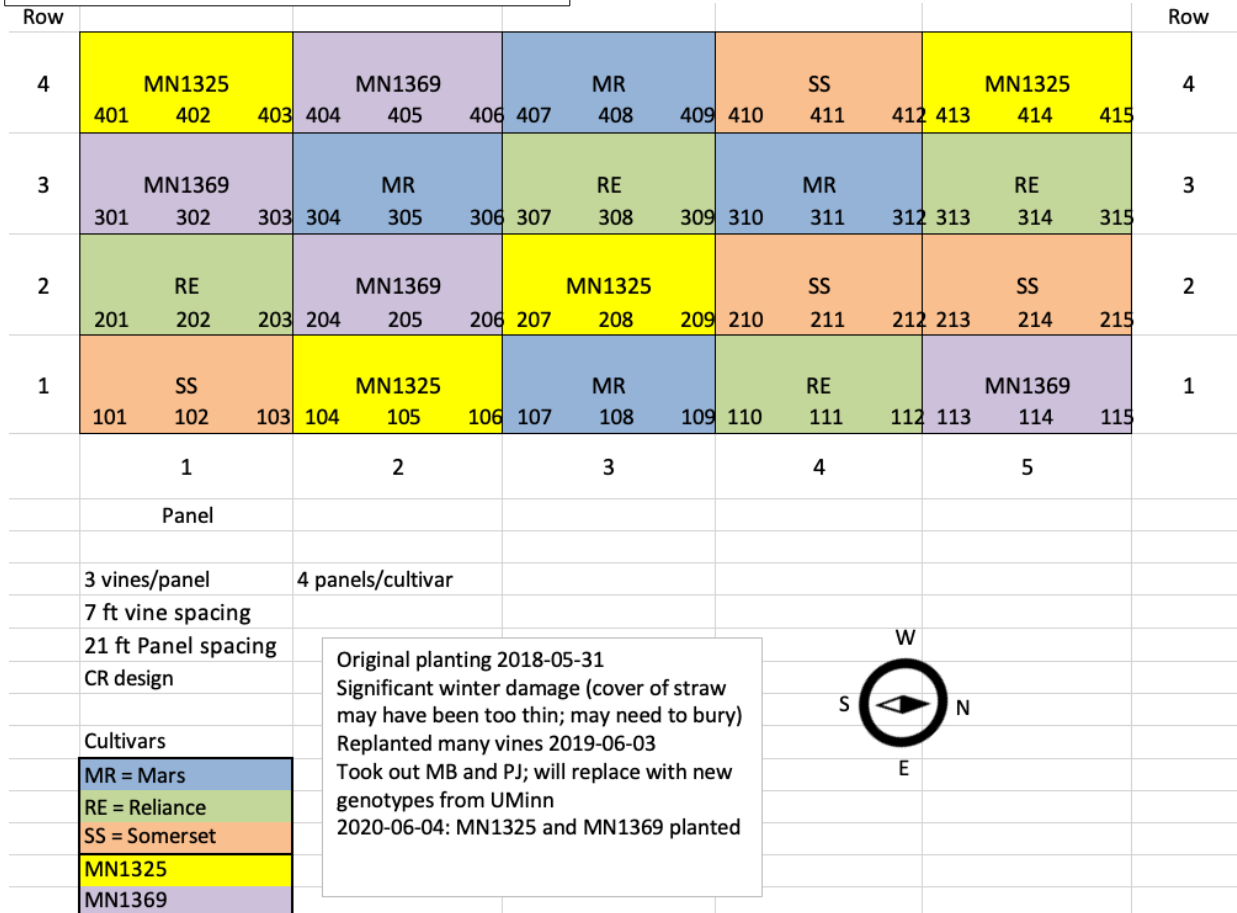 Row Row
MN1325 MN1369 MR SS MN1325
4 4
401 402 403 404 405 406 407 408 409 410 411 412 413 414 415
MN1369 MR RE MR RE
3 3
301 302 303 304 305 306 307 308 309 310 311 312 313 314 315
RE MN1369 MN1325 SS SS
2 2
201 202 203 204 205 206 207 208 209 210 211 212 213 214 215
SS MN1325 MR RE MN1369
1 1
101 102 103 104 105 106 107 108 109 110 111 112 113 114 115
1 2 3 4 5
Panel
3 vines/panel 4 panels/cultivar
7 ft vine spacing
21 ft Panel spacing
CR design
Cultivars
MR = Mars
RE = Reliance
SS = Somerset
MN1325
MN1369
Original planting 2018-05-31
Significant winter damage (cover of straw
may have been too thin; may need to bury)
Replanted many vines 2019-06-03
Took out MB and PJ; will replace with new
genotypes from UMinn
2020-06-04: MN1325 and MN1369 planted
W
S N
E